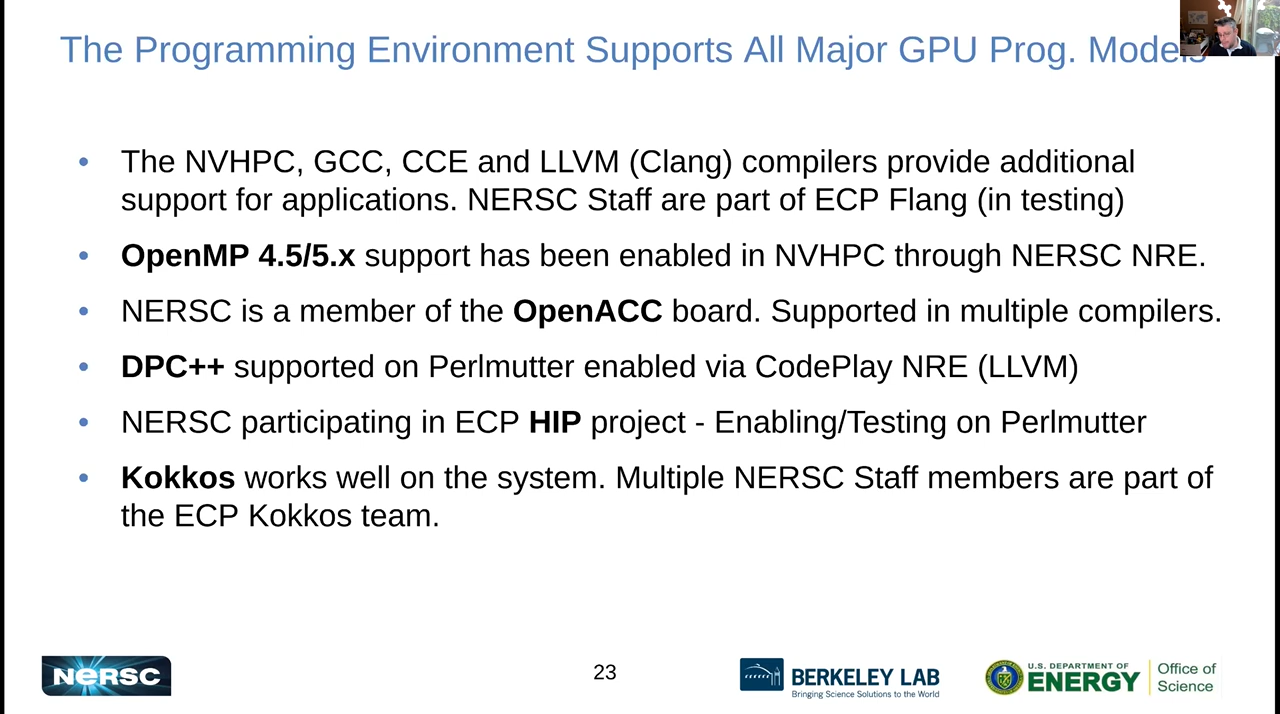 The Programming Environment Supports All Major GPU Prog. Models
• The NVHPC, GCC, CCE and LLVM (Clang) compilers provide additional
support for applications. NERSC Staff are part of ECP Flang (in testing)
• OpenMP 4.5/5.x support has been enabled in NVHPC through NERSC NRE.
• NERSC is a member of the OpenACC board. Supported in multiple compilers.
• DPC++ supported on Perlmutter enabled via CodePlay NRE (LLVM)
• NERSC participating in ECP HIP project - Enabling/Testing on Perlmutter
• Kokkos works well on the system. Multiple NERSC Staff members are part of
the ECP Kokkos team.
NERSC
23
BERKELEY LAB
Bringing Science Solutions to the World
U.S. DEPARTMENT OF
ENERGY
Office of
Science